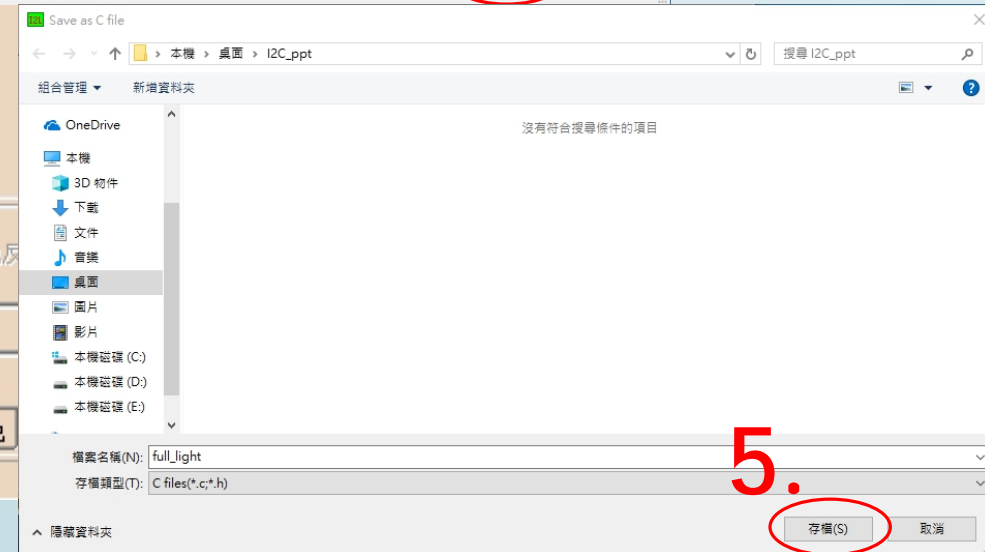 I2L Save as C file
本機 › 桌面 › I2C_ppt
搜尋 I2C_ppt
組合管理 新增資料夾
?
OneDrive
沒有符合搜尋條件的項目
本機
3D 物件
下載
文件
音樂
桌面
圖片
影片
本機磁碟 (C:)
本機磁碟 (D:)
本機磁碟 (E:)
檔案名稱(N): full_light
存檔類型(T): C files(*.c;*.h)
5.
隱藏資料夾
存檔(S) 取消